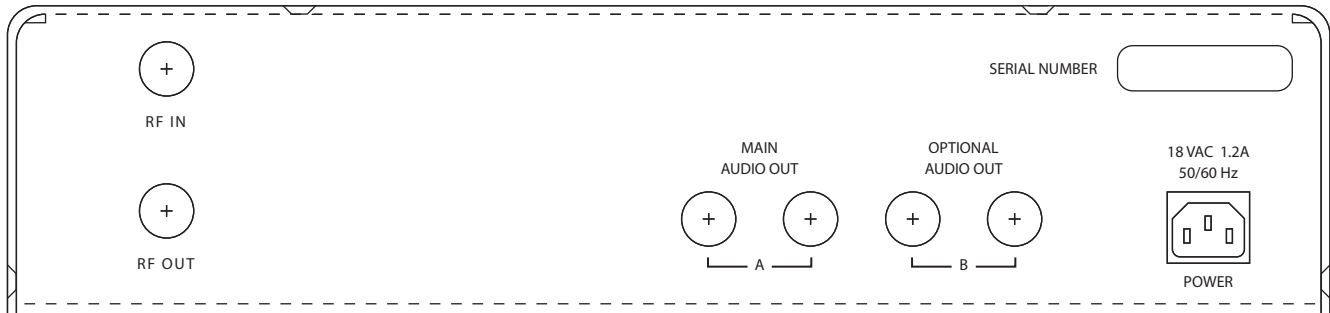 SERIAL NUMBER
RF IN
MAIN
AUDIO OUT
OPTIONAL
AUDIO OUT
18 VAC 1.2A
50/60 Hz
RF OUT
A
B
POWER